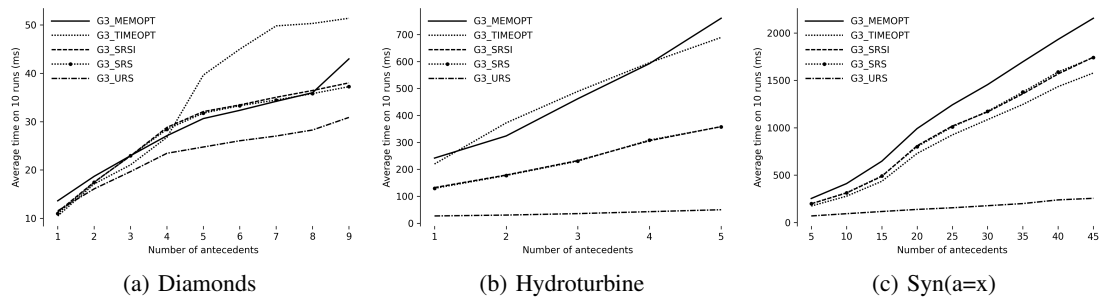 G3_MEMOPT
G3_TIMEOPT
G3_SRSI
G3_SRS
G3_URS
Average time on 10 runs (ms)
50
40
30
20
10
1 2 3 4 5 6 7 8 9
Number of antecedents
(a) Diamonds
G3_MEMOPT
G3_TIMEOPT
G3_SRSI
G3_SRS
G3_URS
Average time on 10 runs (ms)
700
600
500
400
300
200
100
0
1 2 3 4 5
Number of antecedents
(b) Hydroturbine
G3_MEMOPT
G3_TIMEOPT
G3_SRSI
G3_SRS
G3_URS
Average time on 10 runs (ms)
2000
1500
1000
500
0
5 10 15 20 25 30 35 40 45
Number of antecedents
(c) Syn(a=x)